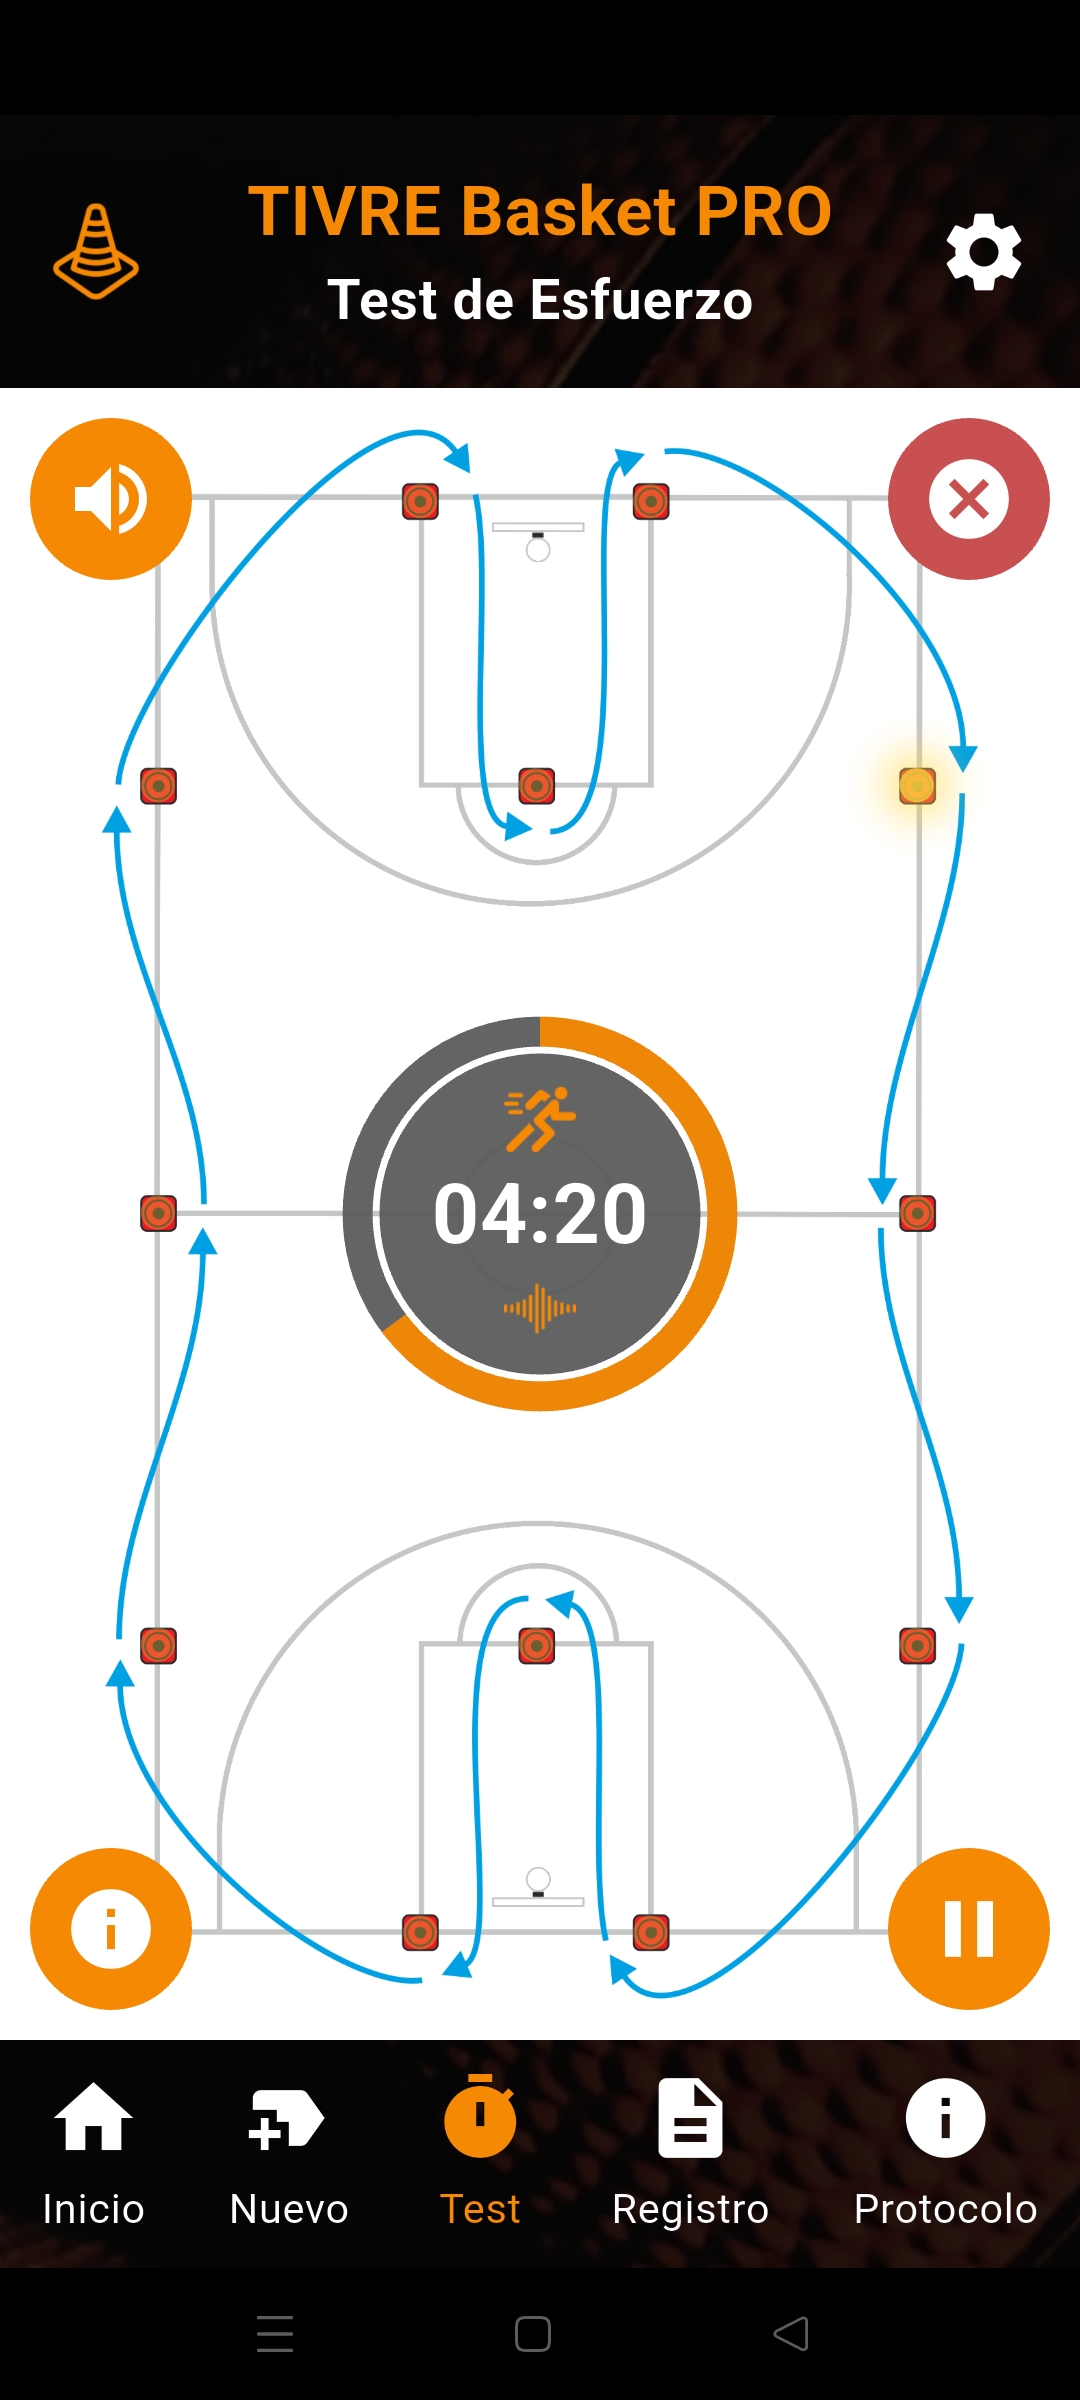 TIVRE Basket PRO
Test de Esfuerzo
04:20
Inicio
Nuevo
Test
Registro
Protocolo